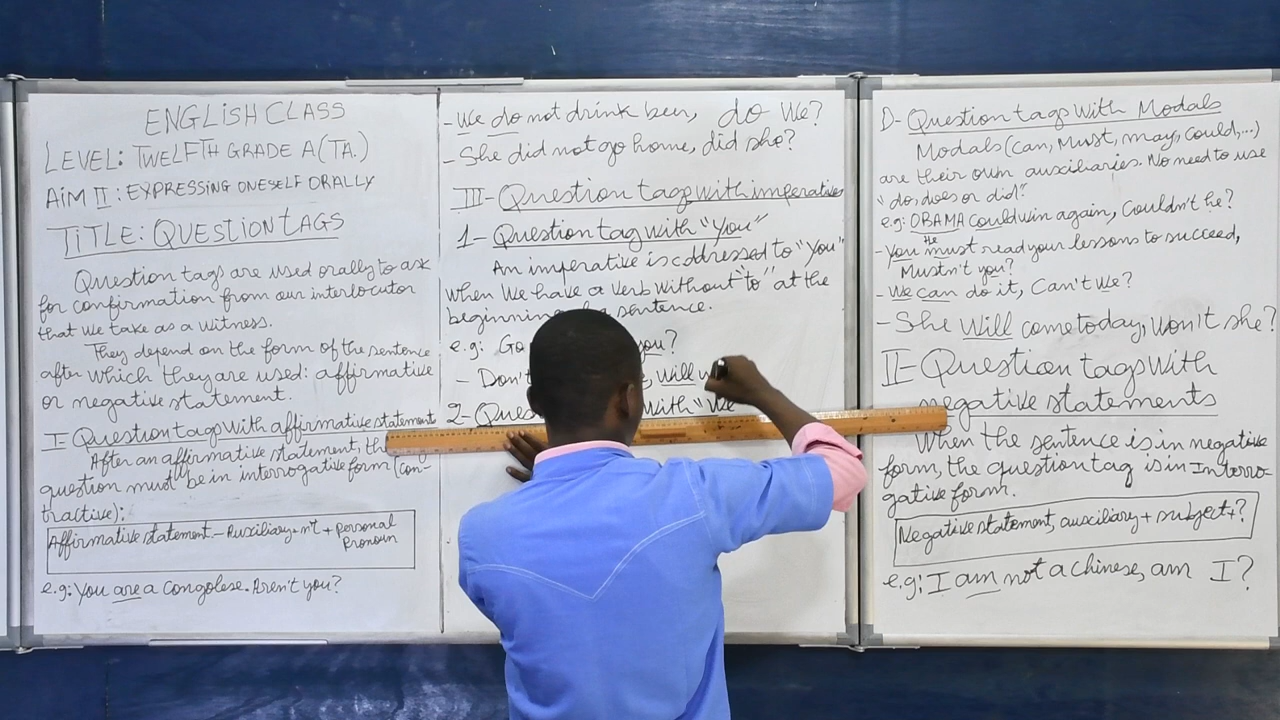 ENGLISH CLASS
LEVEL: TWELFTH GRADE A (TA.)
AIM II: EXPRESSING ONESELF ORALLY
TITLE: QUESTION TAGS
Question tags are used orally to ask
for confirmation from our interlocutor
that we take as a witness.
They depend on the form of the sentence
after which they are used: affirmative
or negative statement.
I- Question tags with affirmative statement
After an affirmative statement, the
question must be in interrogative form (con-
tractive):
Affirmative statement - Auxiliary + n't + personal
Pronoun
e.g: You are a Congolese. Aren't you?
- We do not drink beer, do we?
- She did not go home, did she?
III- Question tags with imperatives
1- Question tag with "You"
An imperative is addressed to "you"
when we have a verb without "to" at the
beginning a sentence.
e.g: Go you?
- Don't will
2- with "We
D- Question tags with Modals
Modals (can, Must, may, could, ...)
are their own auxiliaries. No need to use
"do, does or did".
e.g: OBAMA could win again, Couldn't he?
He
- You must read your lessons to succeed,
Mustn't you?
- We can do it, Can't we?
- She will come today, won't she?
II- Question tags with
negative statements
When the sentence is in negative
form, the question tag is in Interro-
gative form.
Negative statement, auxiliary + subject + ?
e.g: I am not a chinese, am I?